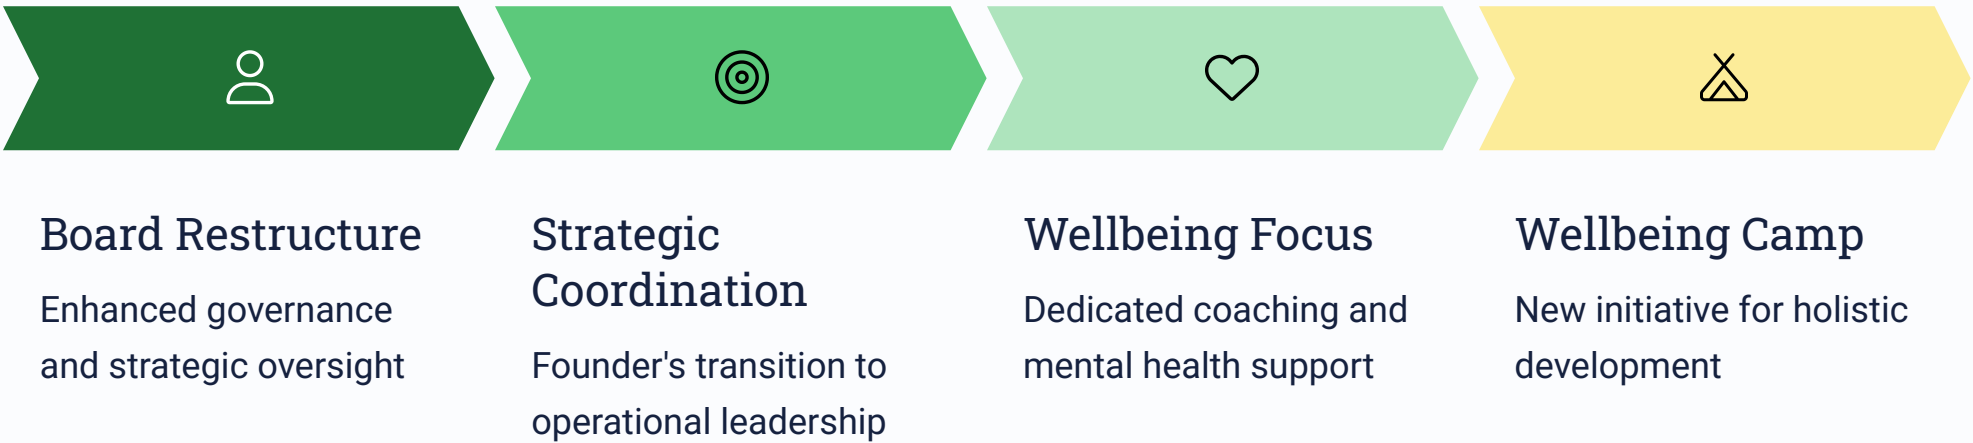 Board Restructure
Enhanced governance
and strategic oversight
Strategic
Coordination
Founder's transition to
operational leadership
Wellbeing Focus
Dedicated coaching and
mental health support
Wellbeing Camp
New initiative for holistic
development